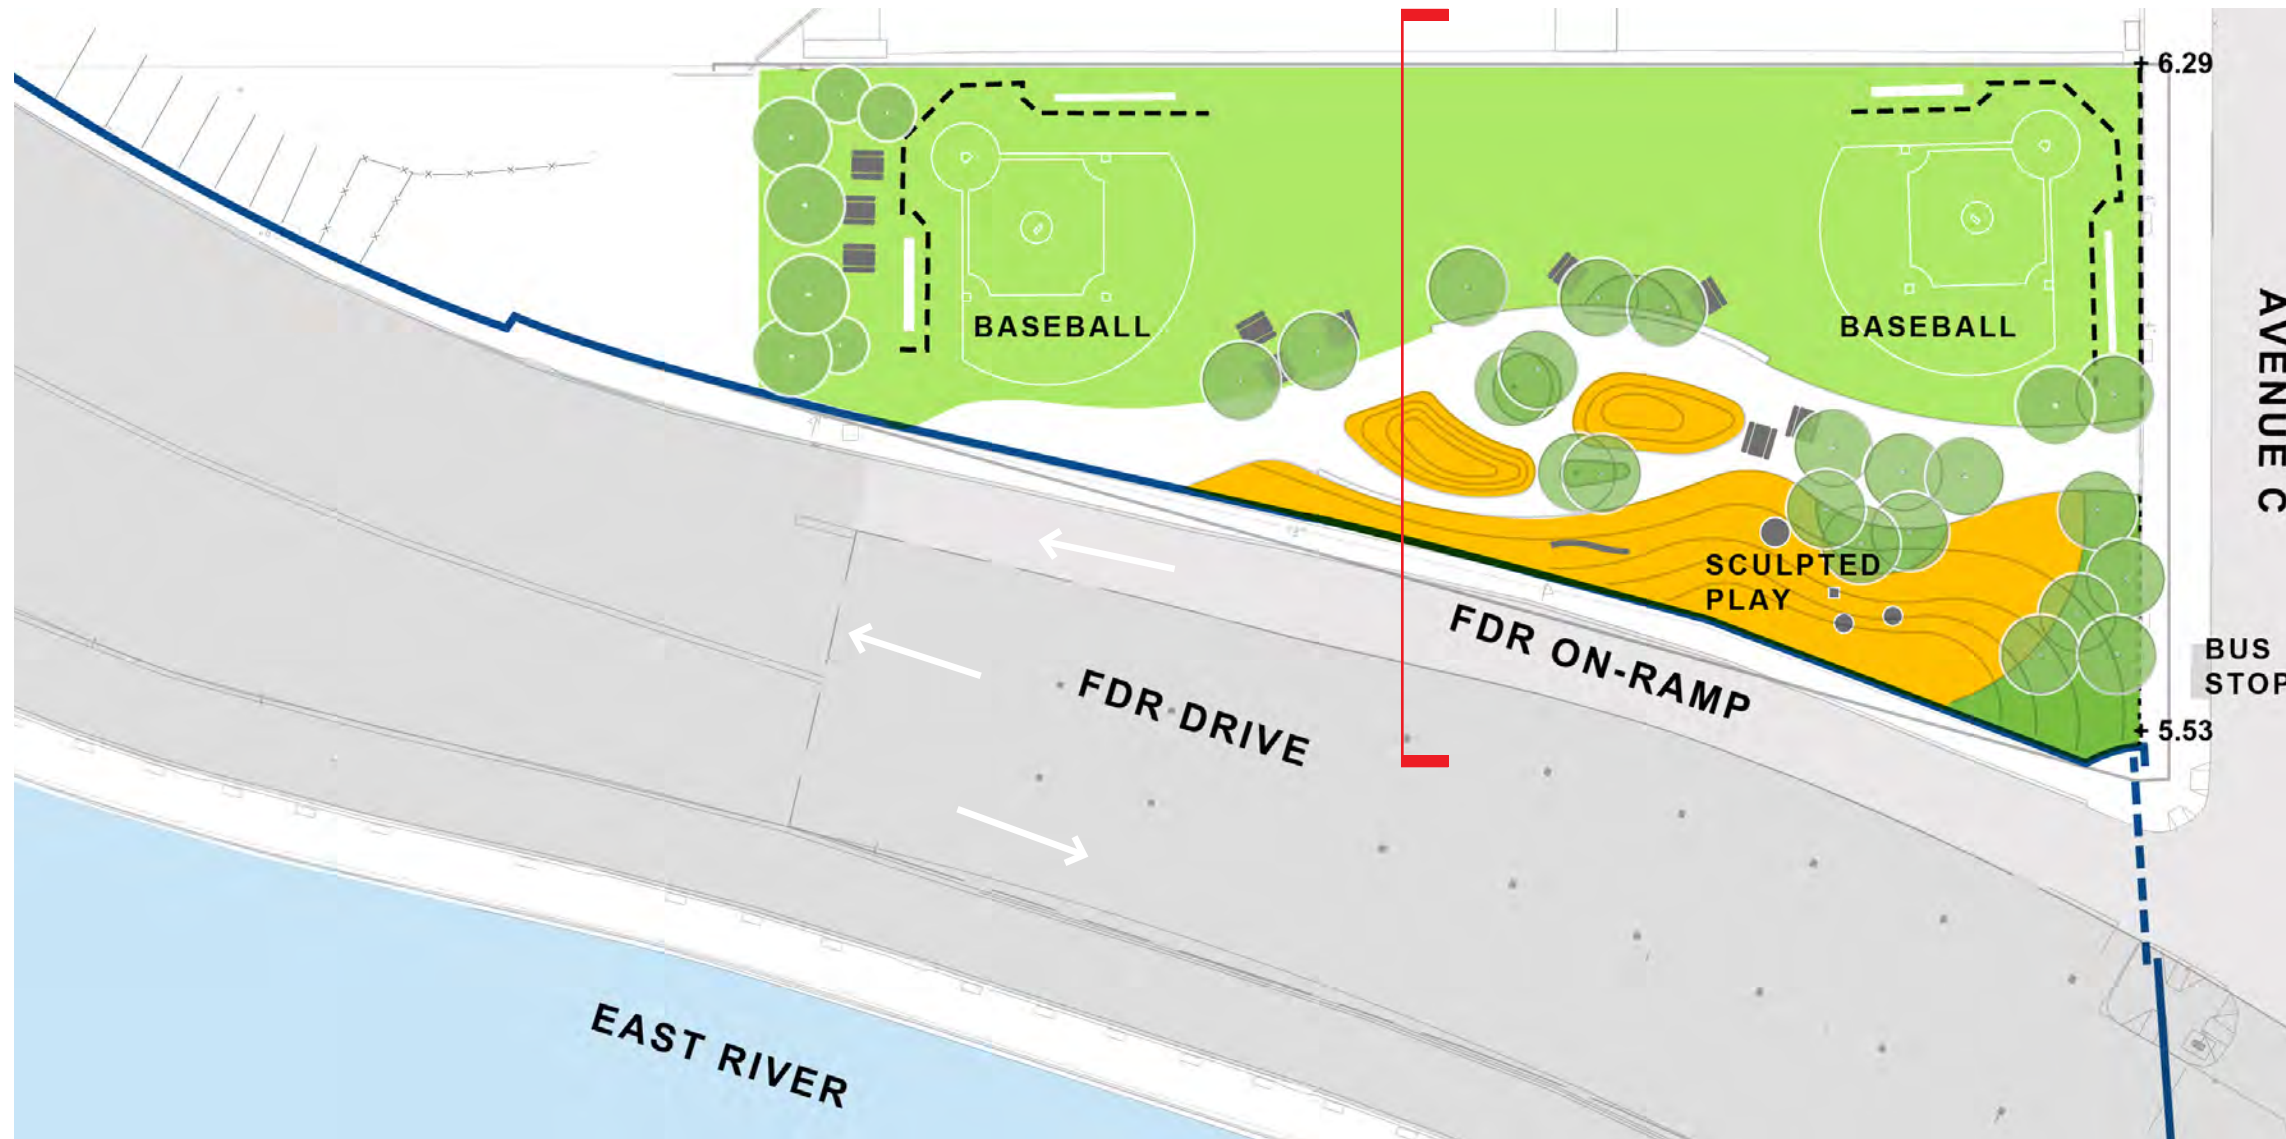 + 6.29
BASEBALL
BASEBALL
AVENUE C
SCULPTED
PLAY
FDR ON-RAMP
BUS
STOP
FDR DRIVE
+ 5.53
EAST RIVER